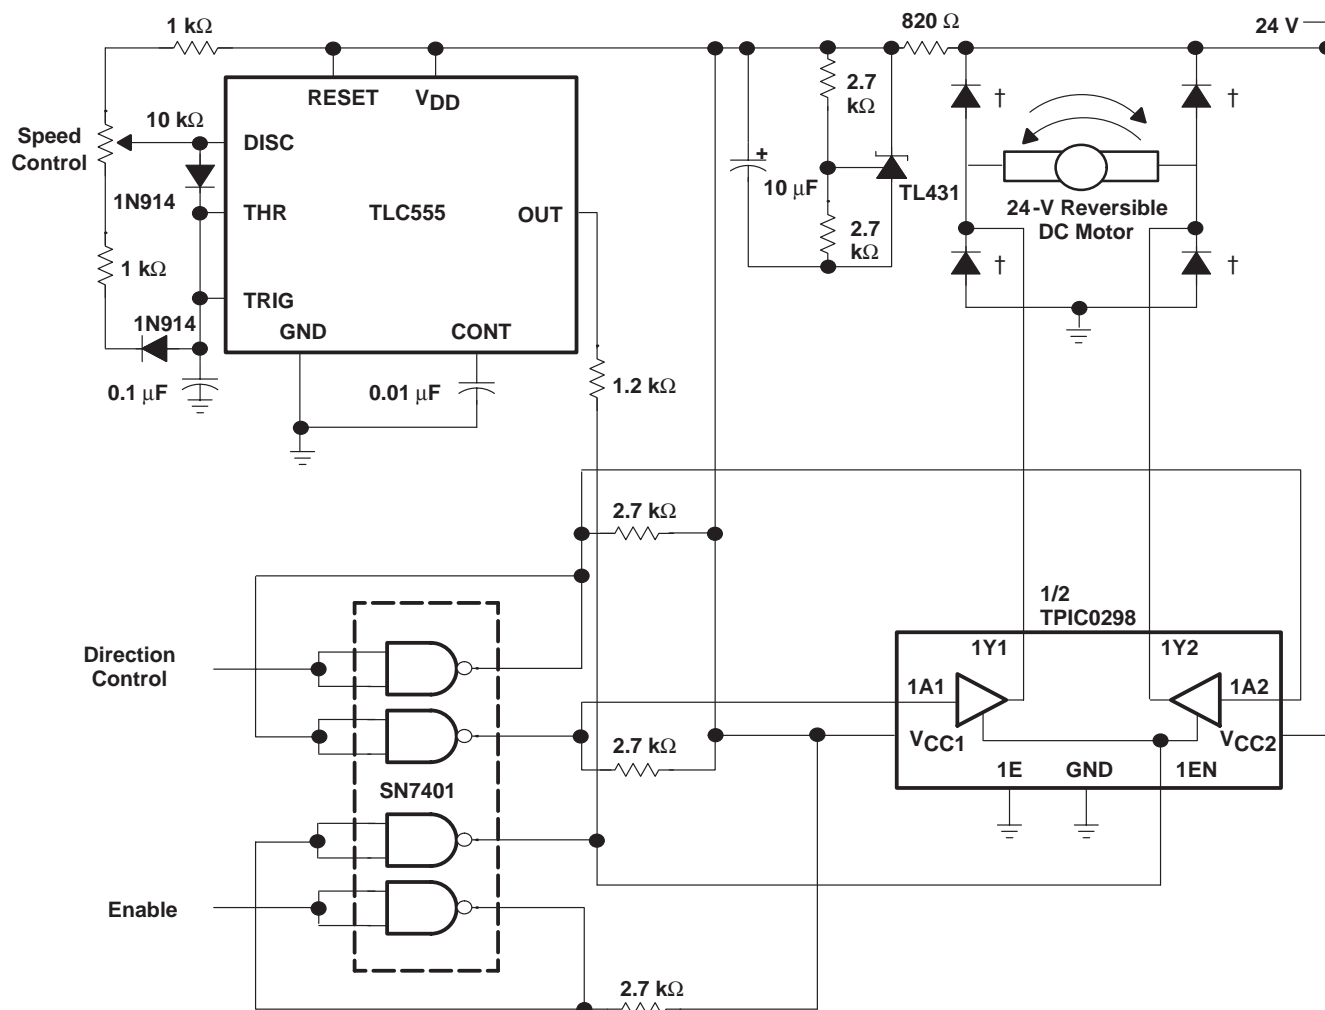 1 kΩ
820 Ω
24 V
RESET
VDD
2.7
kΩ
†
†
Speed
Control
10 kΩ
DISC
1N914
THR
TLC555
OUT
10 µF
TL431
24-V Reversible
DC Motor
2.7
kΩ
†
†
1 kΩ
TRIG
1N914
GND
CONT
0.1 µF
0.01 µF
1.2 kΩ
2.7 kΩ
1/2
TPIC0298
Direction
Control
1Y1
1Y2
1A1
1A2
VCC1
VCC2
2.7 kΩ
SN7401
1E
GND
1EN
Enable
2.7 kΩ